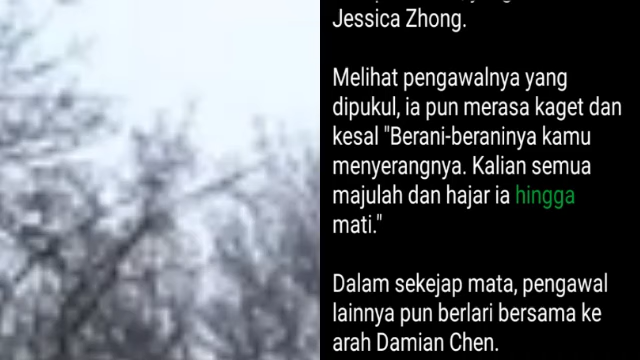 Jessica Zhong.
Melihat pengawalnya yang
dipukul, ia pun merasa kaget dan
kesal "Berani-beraninya kamu
menyerangnya. Kalian semua
majulah dan hajar ia hingga
mati."
Dalam sekejap mata, pengawal
lainnya pun berlari bersama ke
arah Damian Chen.